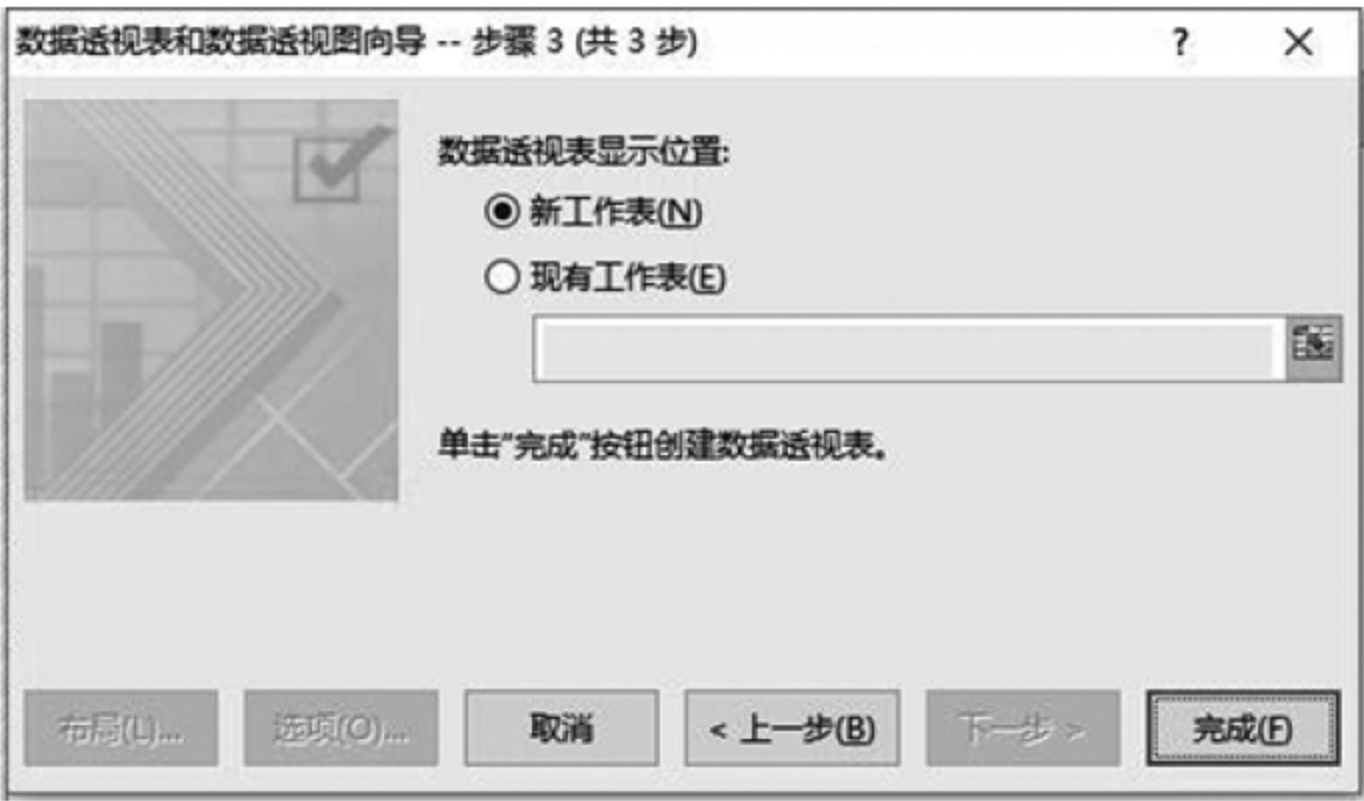 数据透视表和数据透视图向导 -- 步骤 3 (共 3 步)
?
数据透视表显示位置:
新工作表(N)
现有工作表(E)
单击"完成"按钮创建数据透视表。
布局(L)... 选项(O)... 取消 < 上一步(B) 下一步 > 完成(F)